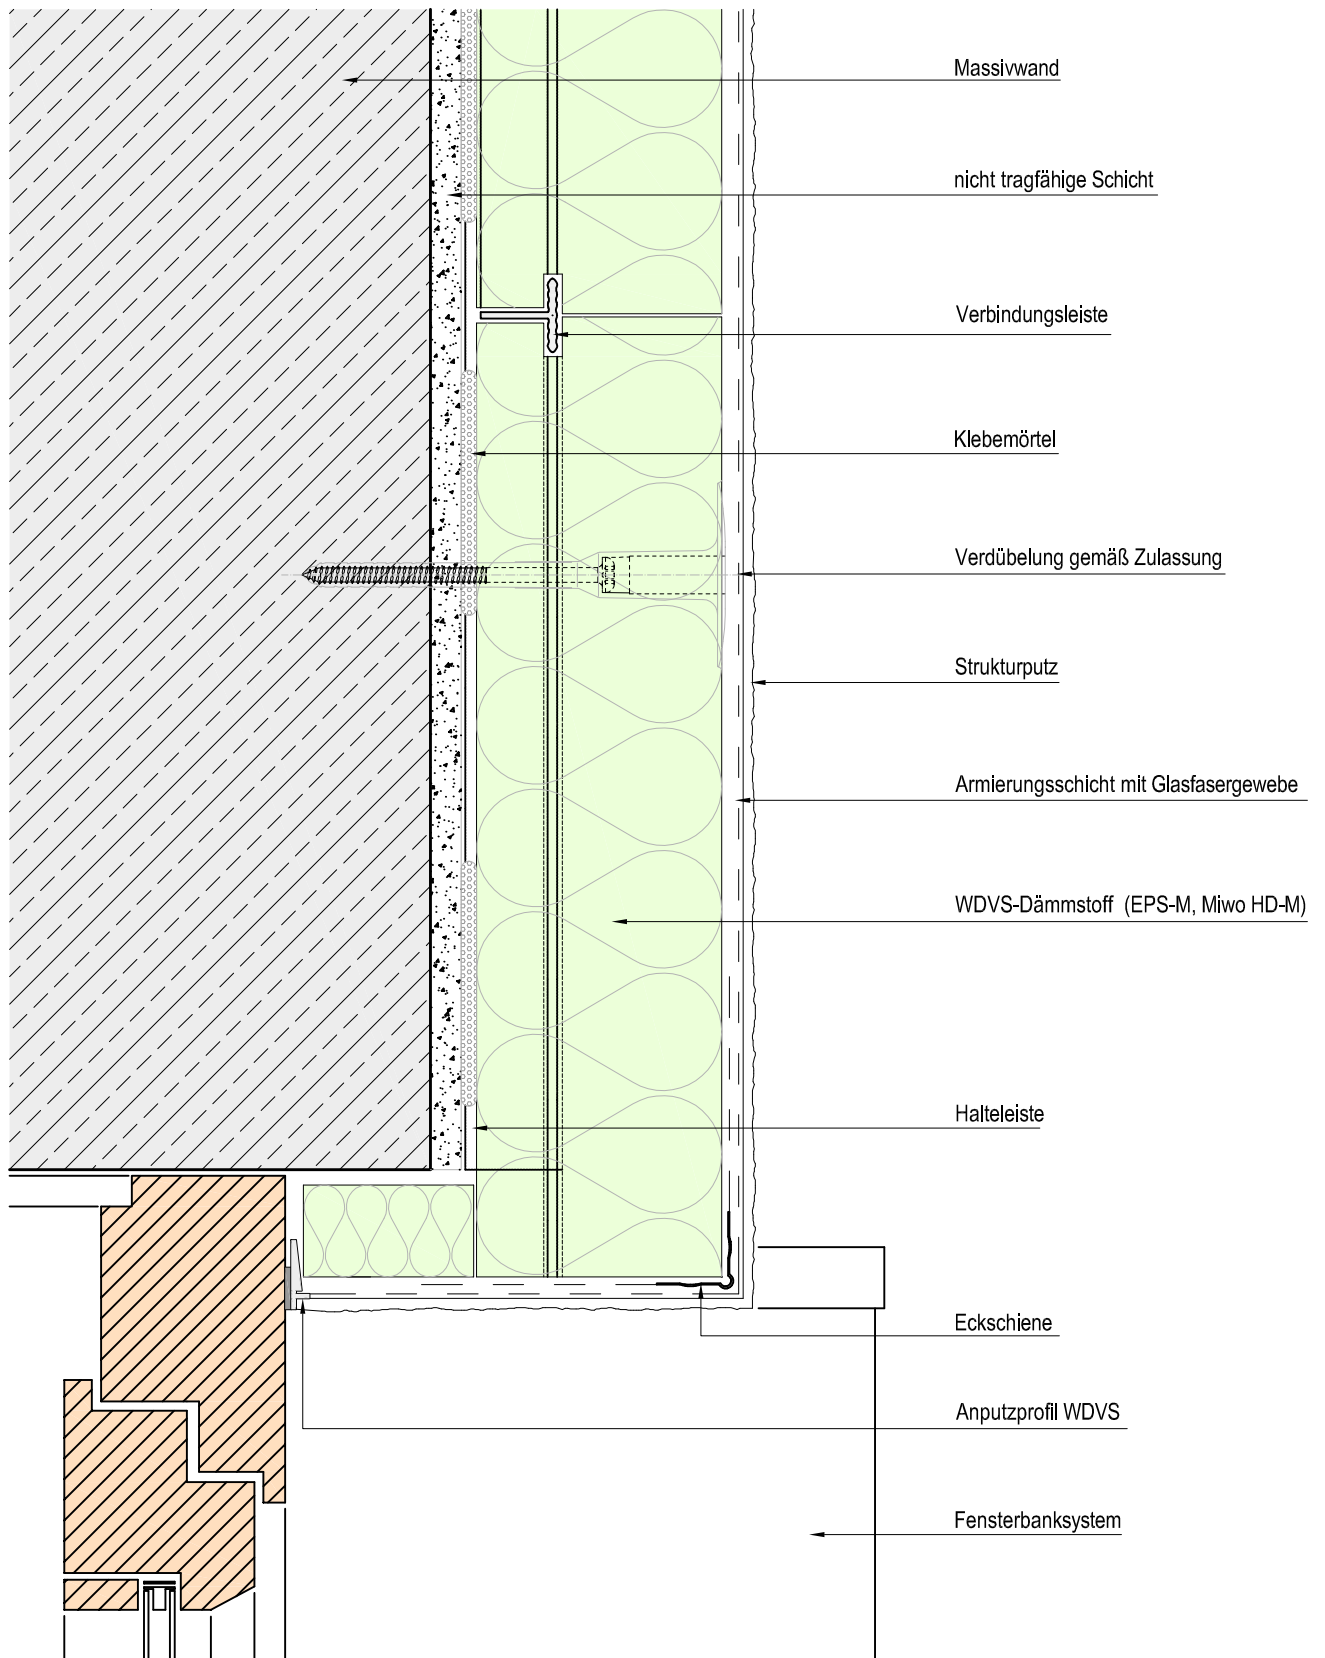 Massivwand
nicht tragfähige Schicht
Verbindungsleiste
Klebemörtel
Verdübelung gemäß Zulassung
Strukturputz
Armierungsschicht mit Glasfasergewebe
WDVS-Dämmstoff (EPS-M, Miwo HD-M)
Halteleiste
Eckschiene
Anputzprofil WDVS
Fensterbanksystem